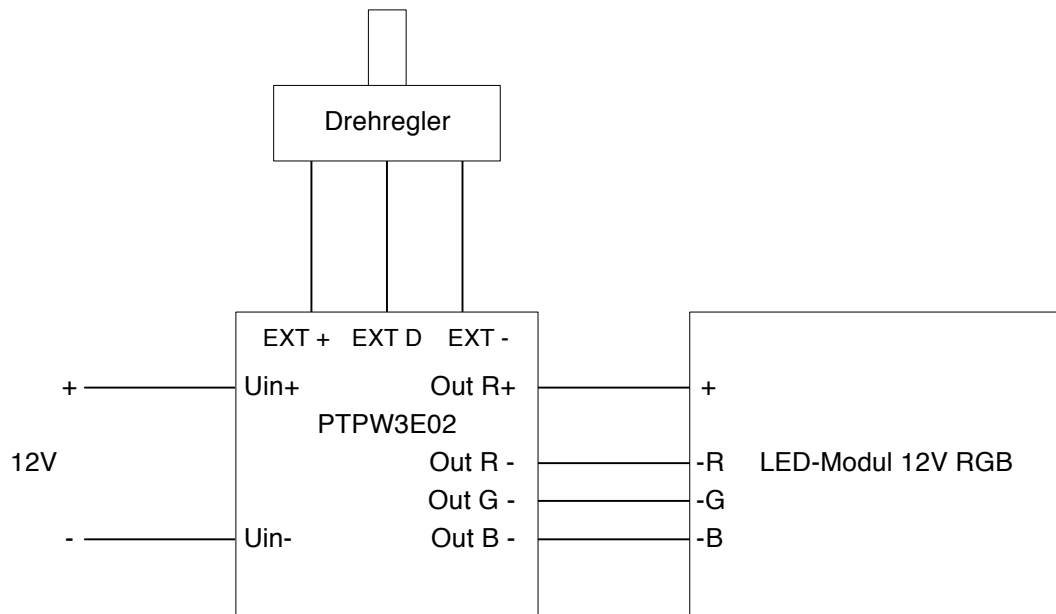 Drehregler
EXT + EXT D EXT -
+ Uin+ Out R+ +
PTPW3E02
12V Out R - -R LED-Modul 12V RGB
Out G - -G
- Uin- Out B - -B